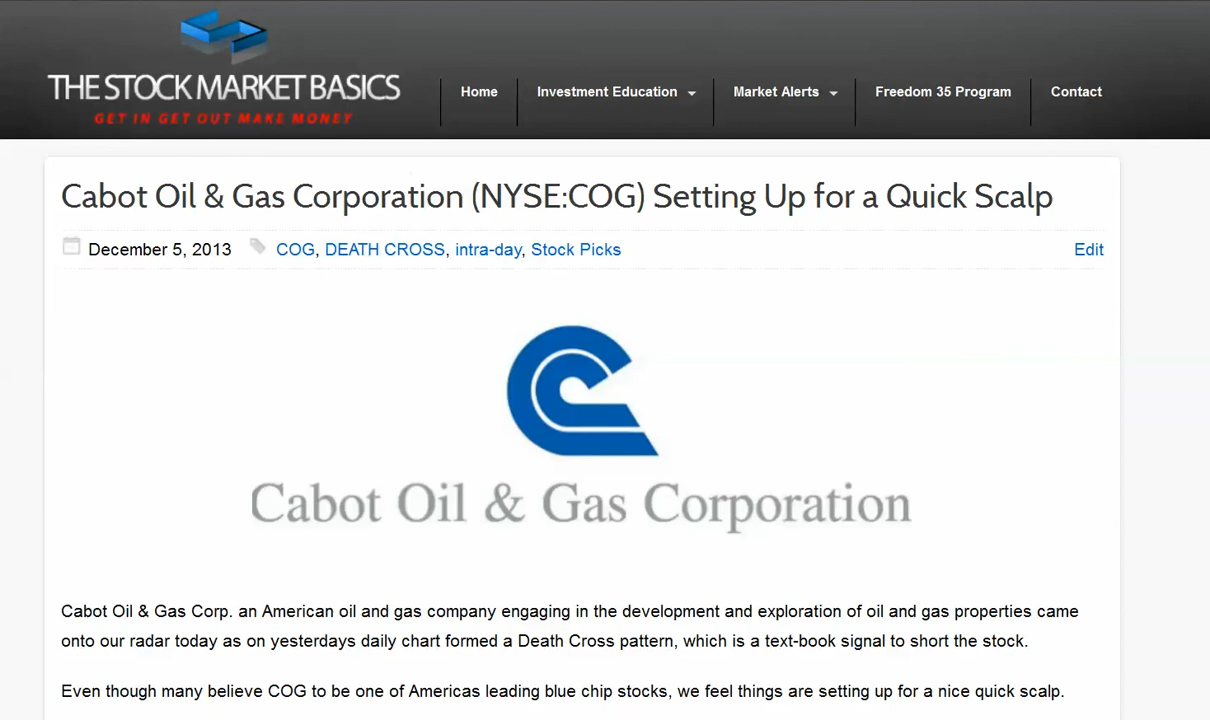 THE STOCK MARKET BASICS
GET IN GET OUT MAKE MONEY
Home
Investment Education
Market Alerts
Freedom 35 Program
Contact
Cabot Oil & Gas Corporation (NYSE:COG) Setting Up for a Quick Scalp
December 5, 2013 COG, DEATH CROSS, intra-day, Stock Picks Edit
Cabot Oil & Gas Corporation
Cabot Oil & Gas Corp. an American oil and gas company engaging in the development and exploration of oil and gas properties came
onto our radar today as on yesterdays daily chart formed a Death Cross pattern, which is a text-book signal to short the stock.
Even though many believe COG to be one of Americas leading blue chip stocks, we feel things are setting up for a nice quick scalp.